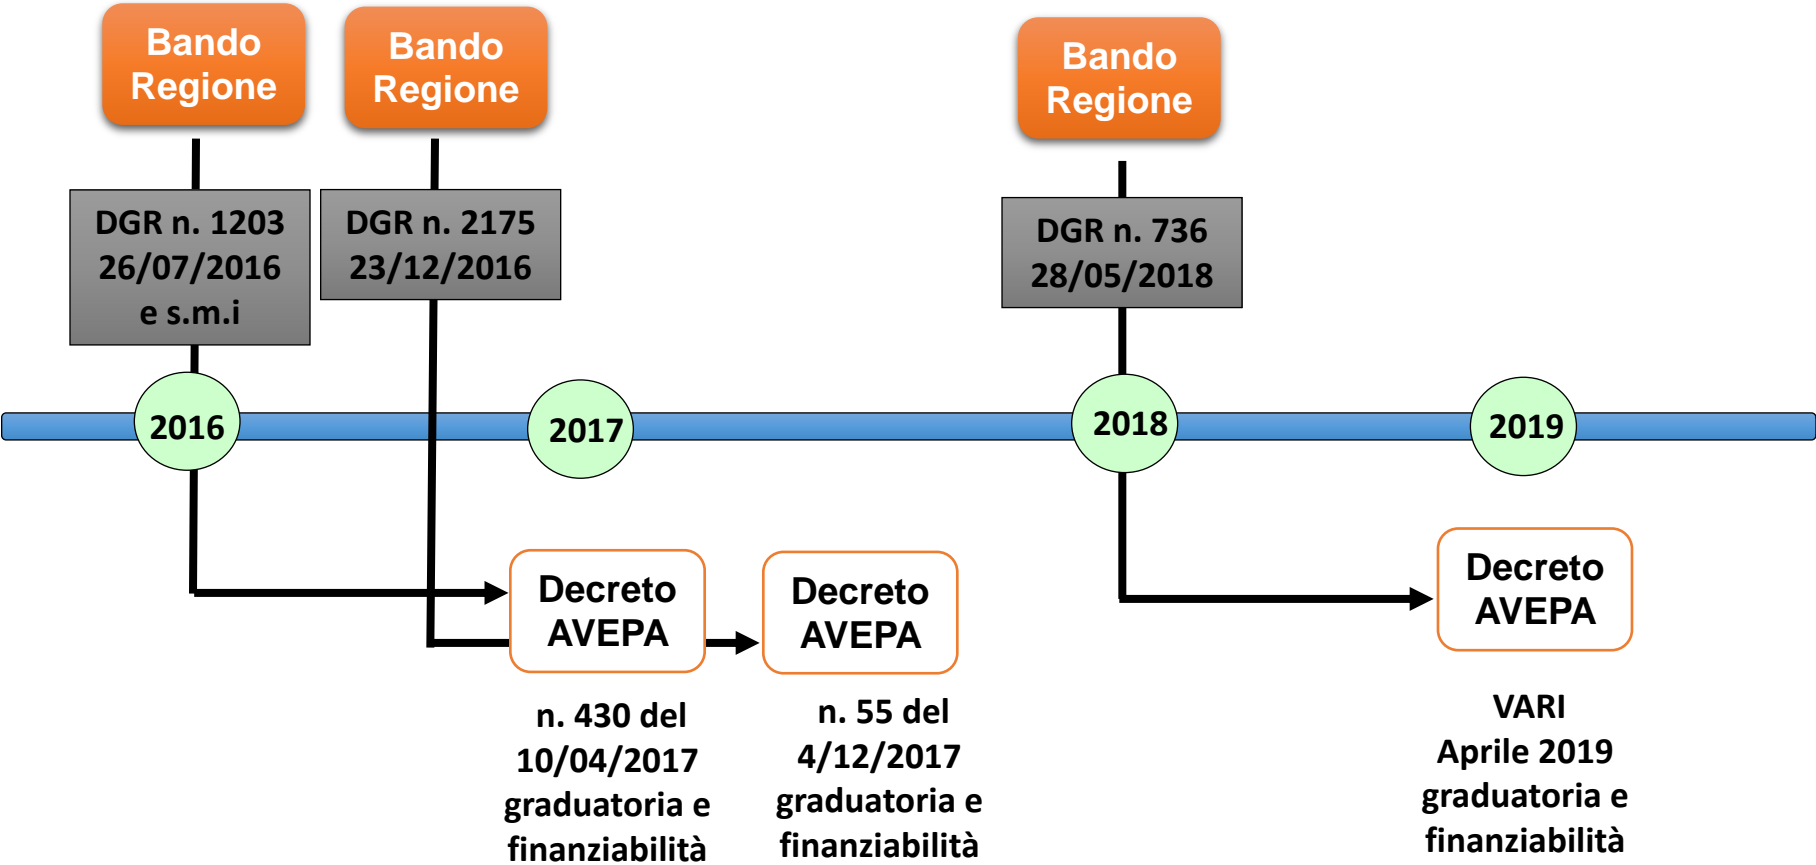 Bando
Regione
Bando
Regione
Bando
Regione
DGR n. 1203
26/07/2016
e s.m.i
DGR n. 2175
23/12/2016
DGR n. 736
28/05/2018
2016
2017
2018
2019
Decreto
AVEPA
Decreto
AVEPA
Decreto
AVEPA
n. 430 del
10/04/2017
graduatoria e
finanziabilità
n. 55 del
4/12/2017
graduatoria e
finanziabilità
VARI
Aprile 2019
graduatoria e
finanziabilità